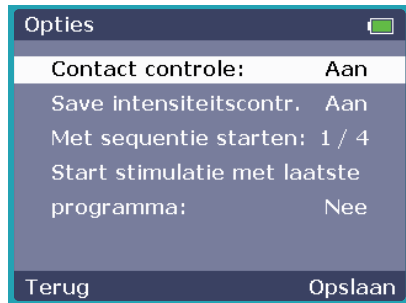 Opties
Contact controle: Aan
Save intensiteitscontr. Aan
Met sequentie starten: 1 / 4
Start stimulatie met laatste
programma: Nee
Terug Opslaan